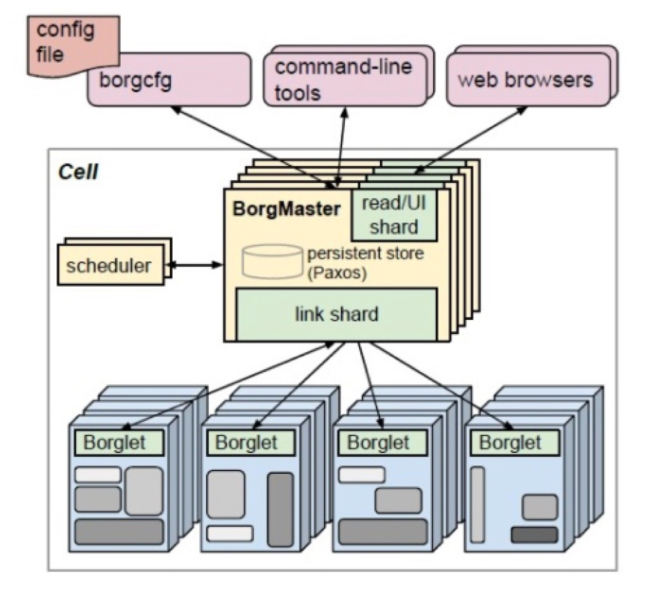 config
file
borgcfg
command-line
tools
web browsers
Cell
BorgMaster
read/UI
shard
persistent store
(Paxos)
scheduler
link shard
Borglet
Borglet
Borglet
Borglet